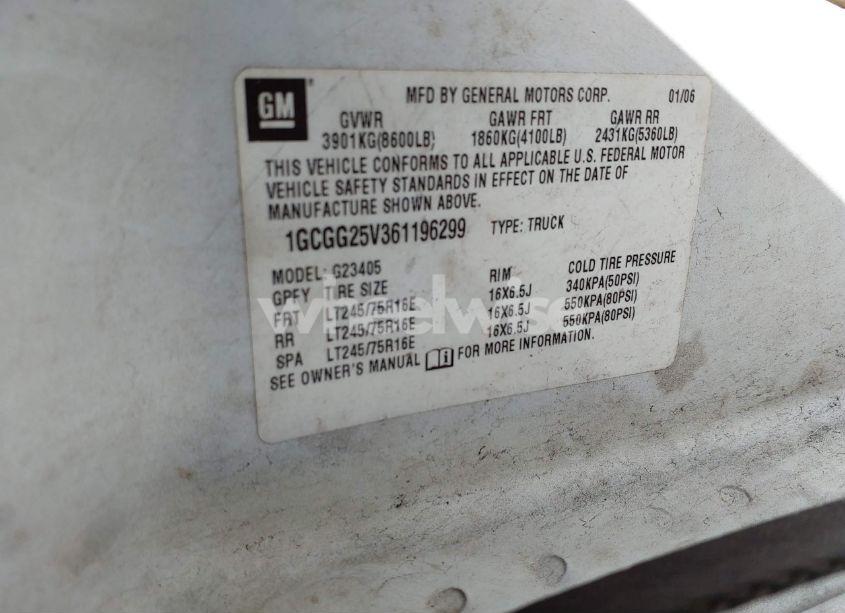 GM
MFD BY GENERAL MOTORS CORP. 01/06
GVWR GAWR FRT GAWR RR
3901KG(8600LB) 1860KG(4100LB) 2431KG(5360LB)
THIS VEHICLE CONFORMS TO ALL APPLICABLE U.S. FEDERAL MOTOR
VEHICLE SAFETY STANDARDS IN EFFECT ON THE DATE OF
MANUFACTURE SHOWN ABOVE.
1GCGG25V361196299 TYPE: TRUCK
MODEL: G23405
GPEY TIRE SIZE RIM COLD TIRE PRESSURE
FRT LT245/75R16E 16X6.5J 340KPA(50PSI)
RR LT245/75R16E 16X6.5J 550KPA(80PSI)
SPA LT245/75R16E 16X6.5J 550KPA(80PSI)
SEE OWNER'S MANUAL FOR MORE INFORMATION.